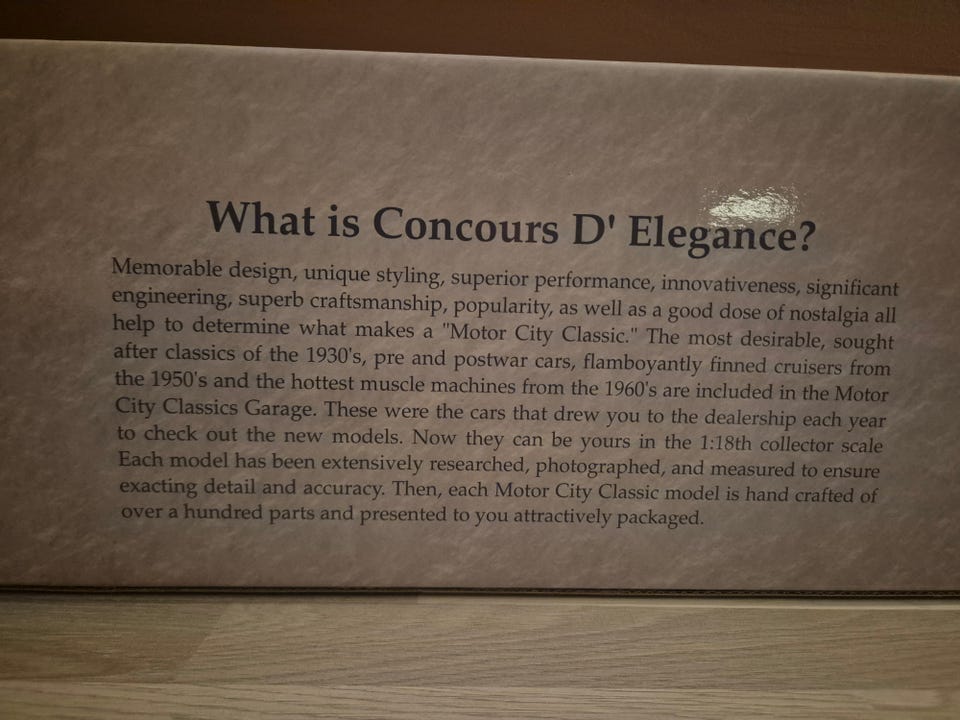 What is Concours D' Elegance?
Memorable design, unique styling, superior performance, innovativeness, significant
engineering, superb craftsmanship, popularity, as well as a good dose of nostalgia all
help to determine what makes a "Motor City Classic." The most desirable, sought
after classics of the 1930's, pre and postwar cars, flamboyantly finned cruisers from
the 1950's and the hottest muscle machines from the 1960's are included in the Motor
City Classics Garage. These were the cars that drew you to the dealership each year
to check out the new models. Now they can be yours in the 1:18th collector scale
Each model has been extensively researched, photographed, and measured to ensure
exacting detail and accuracy. Then, each Motor City Classic model is hand crafted of
over a hundred parts and presented to you attractively packaged.